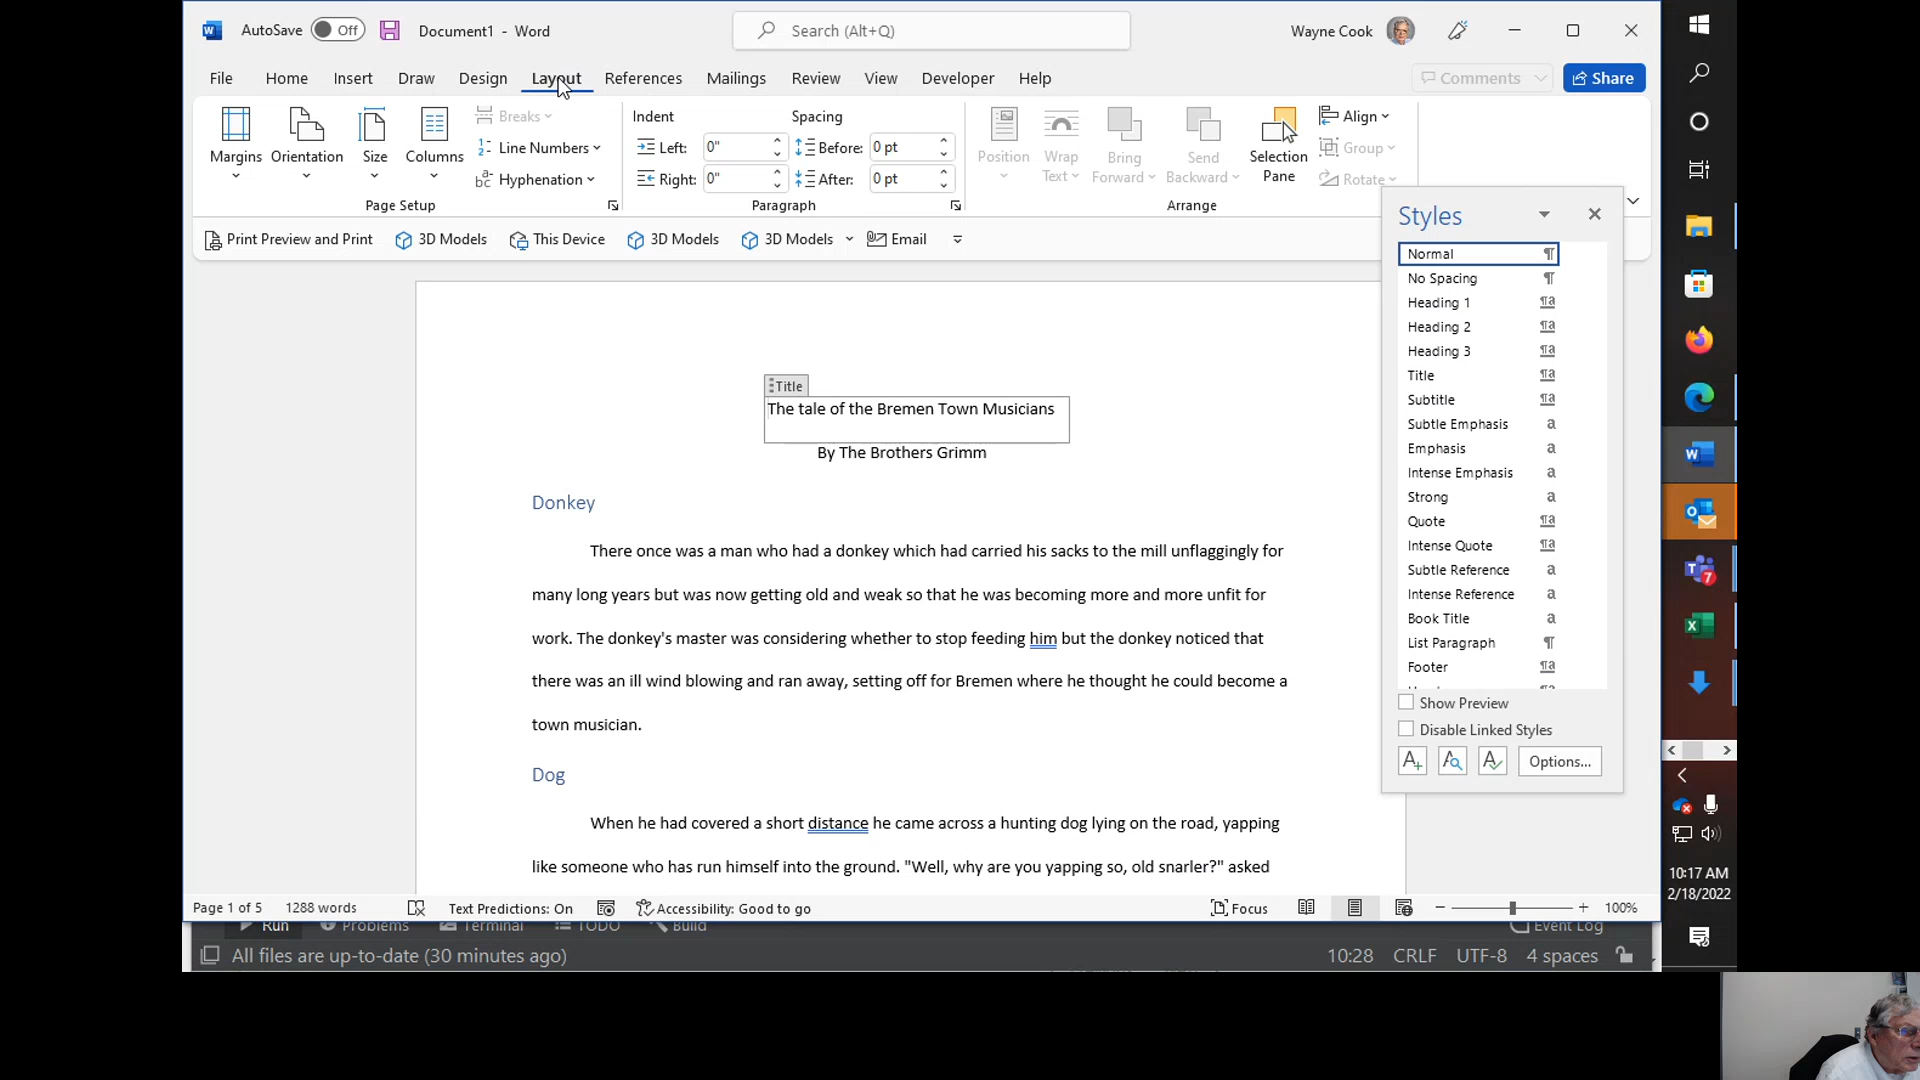 AutoSave Off Document1 - Word Search (Alt+Q) Wayne Cook
File Home Insert Draw Design Layout References Mailings Review View Developer Help Comments Share
Margins Orientation Size Columns
Breaks
Line Numbers
Hyphenation
Page Setup
Indent Spacing
Left: 0" Before: 0 pt
Right: 0" After: 0 pt
Paragraph
Position Wrap Text Bring Forward Send Backward Selection Pane
Align
Group
Rotate
Arrange
Print Preview and Print 3D Models This Device 3D Models 3D Models Email
Title
The tale of the Bremen Town Musicians
By The Brothers Grimm
Donkey
There once was a man who had a donkey which had carried his sacks to the mill unflaggingly for
many long years but was now getting old and weak so that he was becoming more and more unfit for
work. The donkey's master was considering whether to stop feeding him but the donkey noticed that
there was an ill wind blowing and ran away, setting off for Bremen where he thought he could become a
town musician.
Dog
When he had covered a short distance he came across a hunting dog lying on the road, yapping
like someone who has run himself into the ground. "Well, why are you yapping so, old snarler?" asked
Styles
Normal
No Spacing
Heading 1
Heading 2
Heading 3
Title
Subtitle
Subtle Emphasis
Emphasis
Intense Emphasis
Strong
Quote
Intense Quote
Subtle Reference
Intense Reference
Book Title
List Paragraph
Footer
Show Preview
Disable Linked Styles
Options...
Page 1 of 5 1288 words Text Predictions: On Accessibility: Good to go Focus 100%
Run Problems Terminal TODO Build Event Log
All files are up-to-date (30 minutes ago) 10:28 CRLF UTF-8 4 spaces
7
10:17 AM
2/18/2022